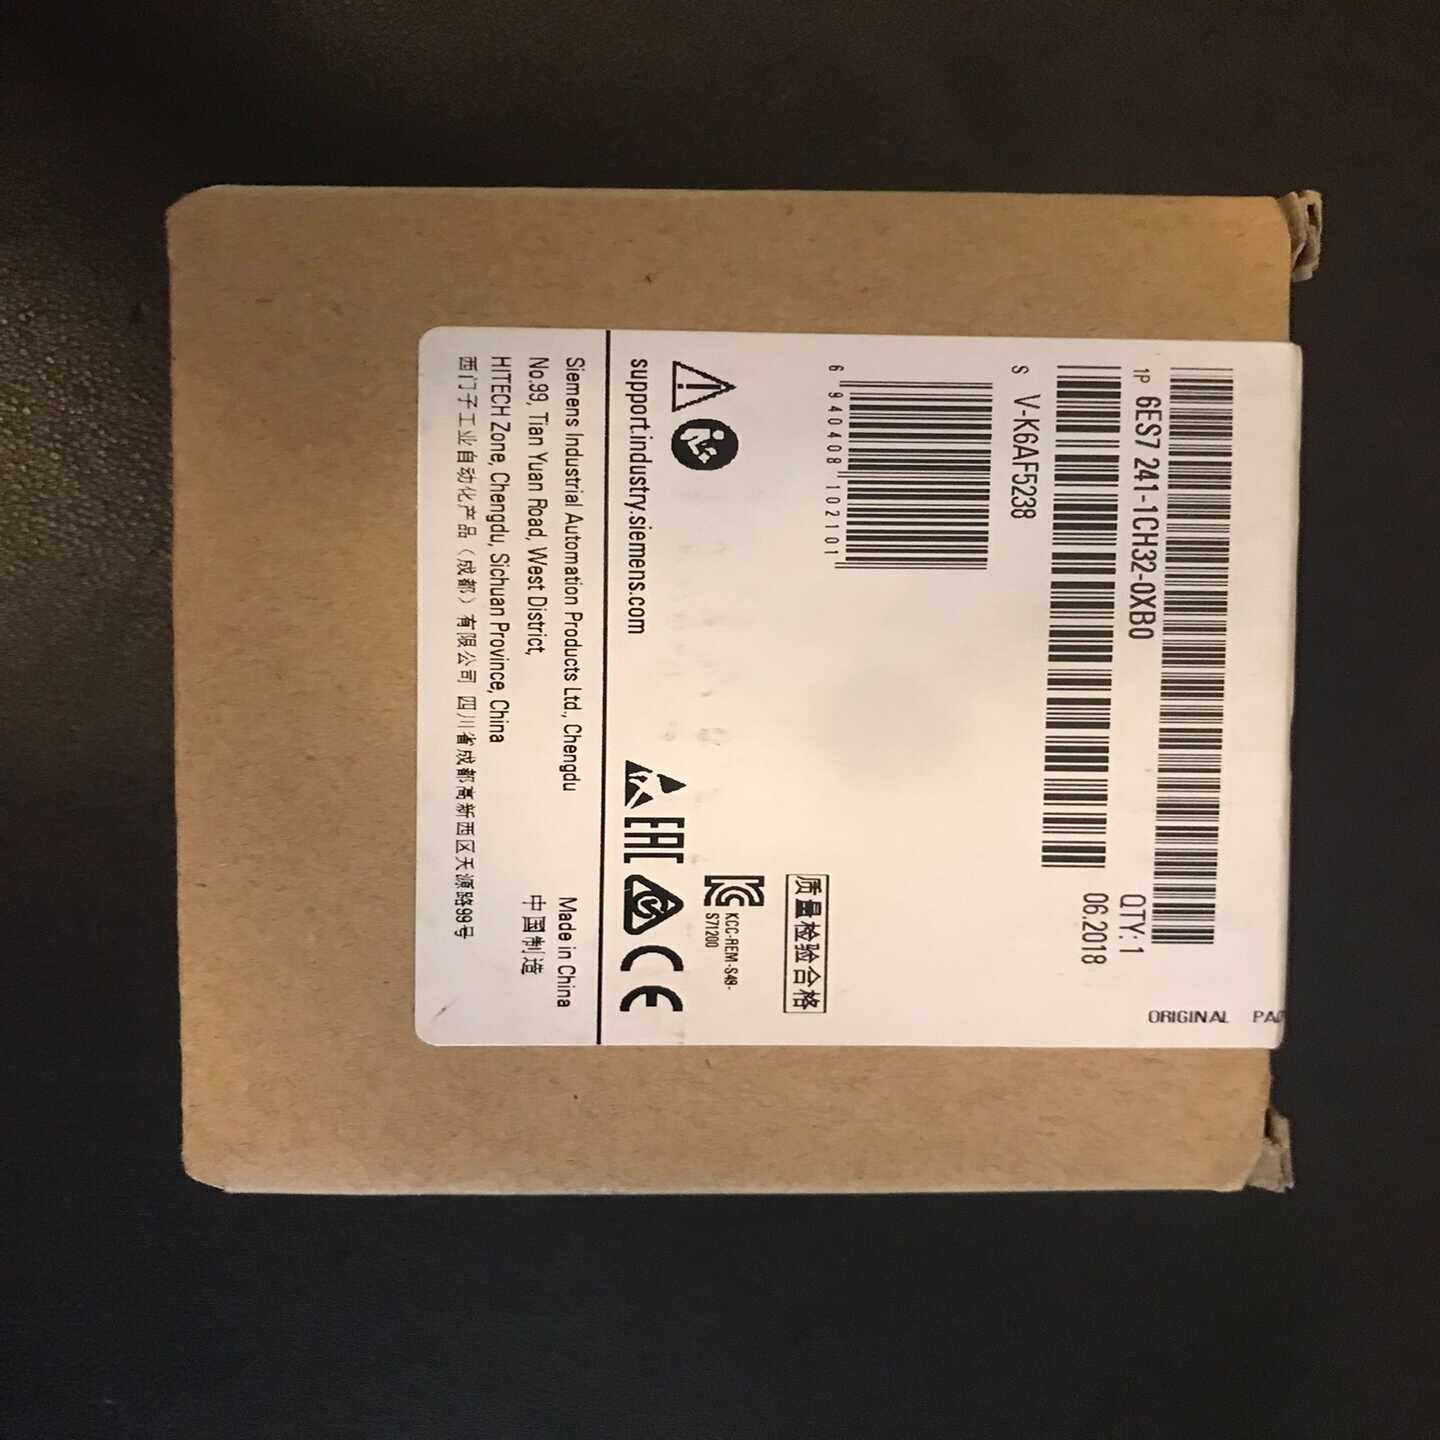 ORIGINAL PA
1P 6ES7 241-1CH32-0XB0
QTY: 1
06.2018
S V-K6AF5238
6 940408 102101
质量检验合格
KCC-REM-S49-
S71200
EAC
CE
support.industry.siemens.com
Siemens Industrial Automation Products Ltd., Chengdu
No.99, Tian Yuan Road, West District,
HITECH Zone, Chengdu, Sichuan Province, China
西门子工业自动化产品（成都）有限公司 四川省成都高新西区天源路99号
Made in China
中国制造